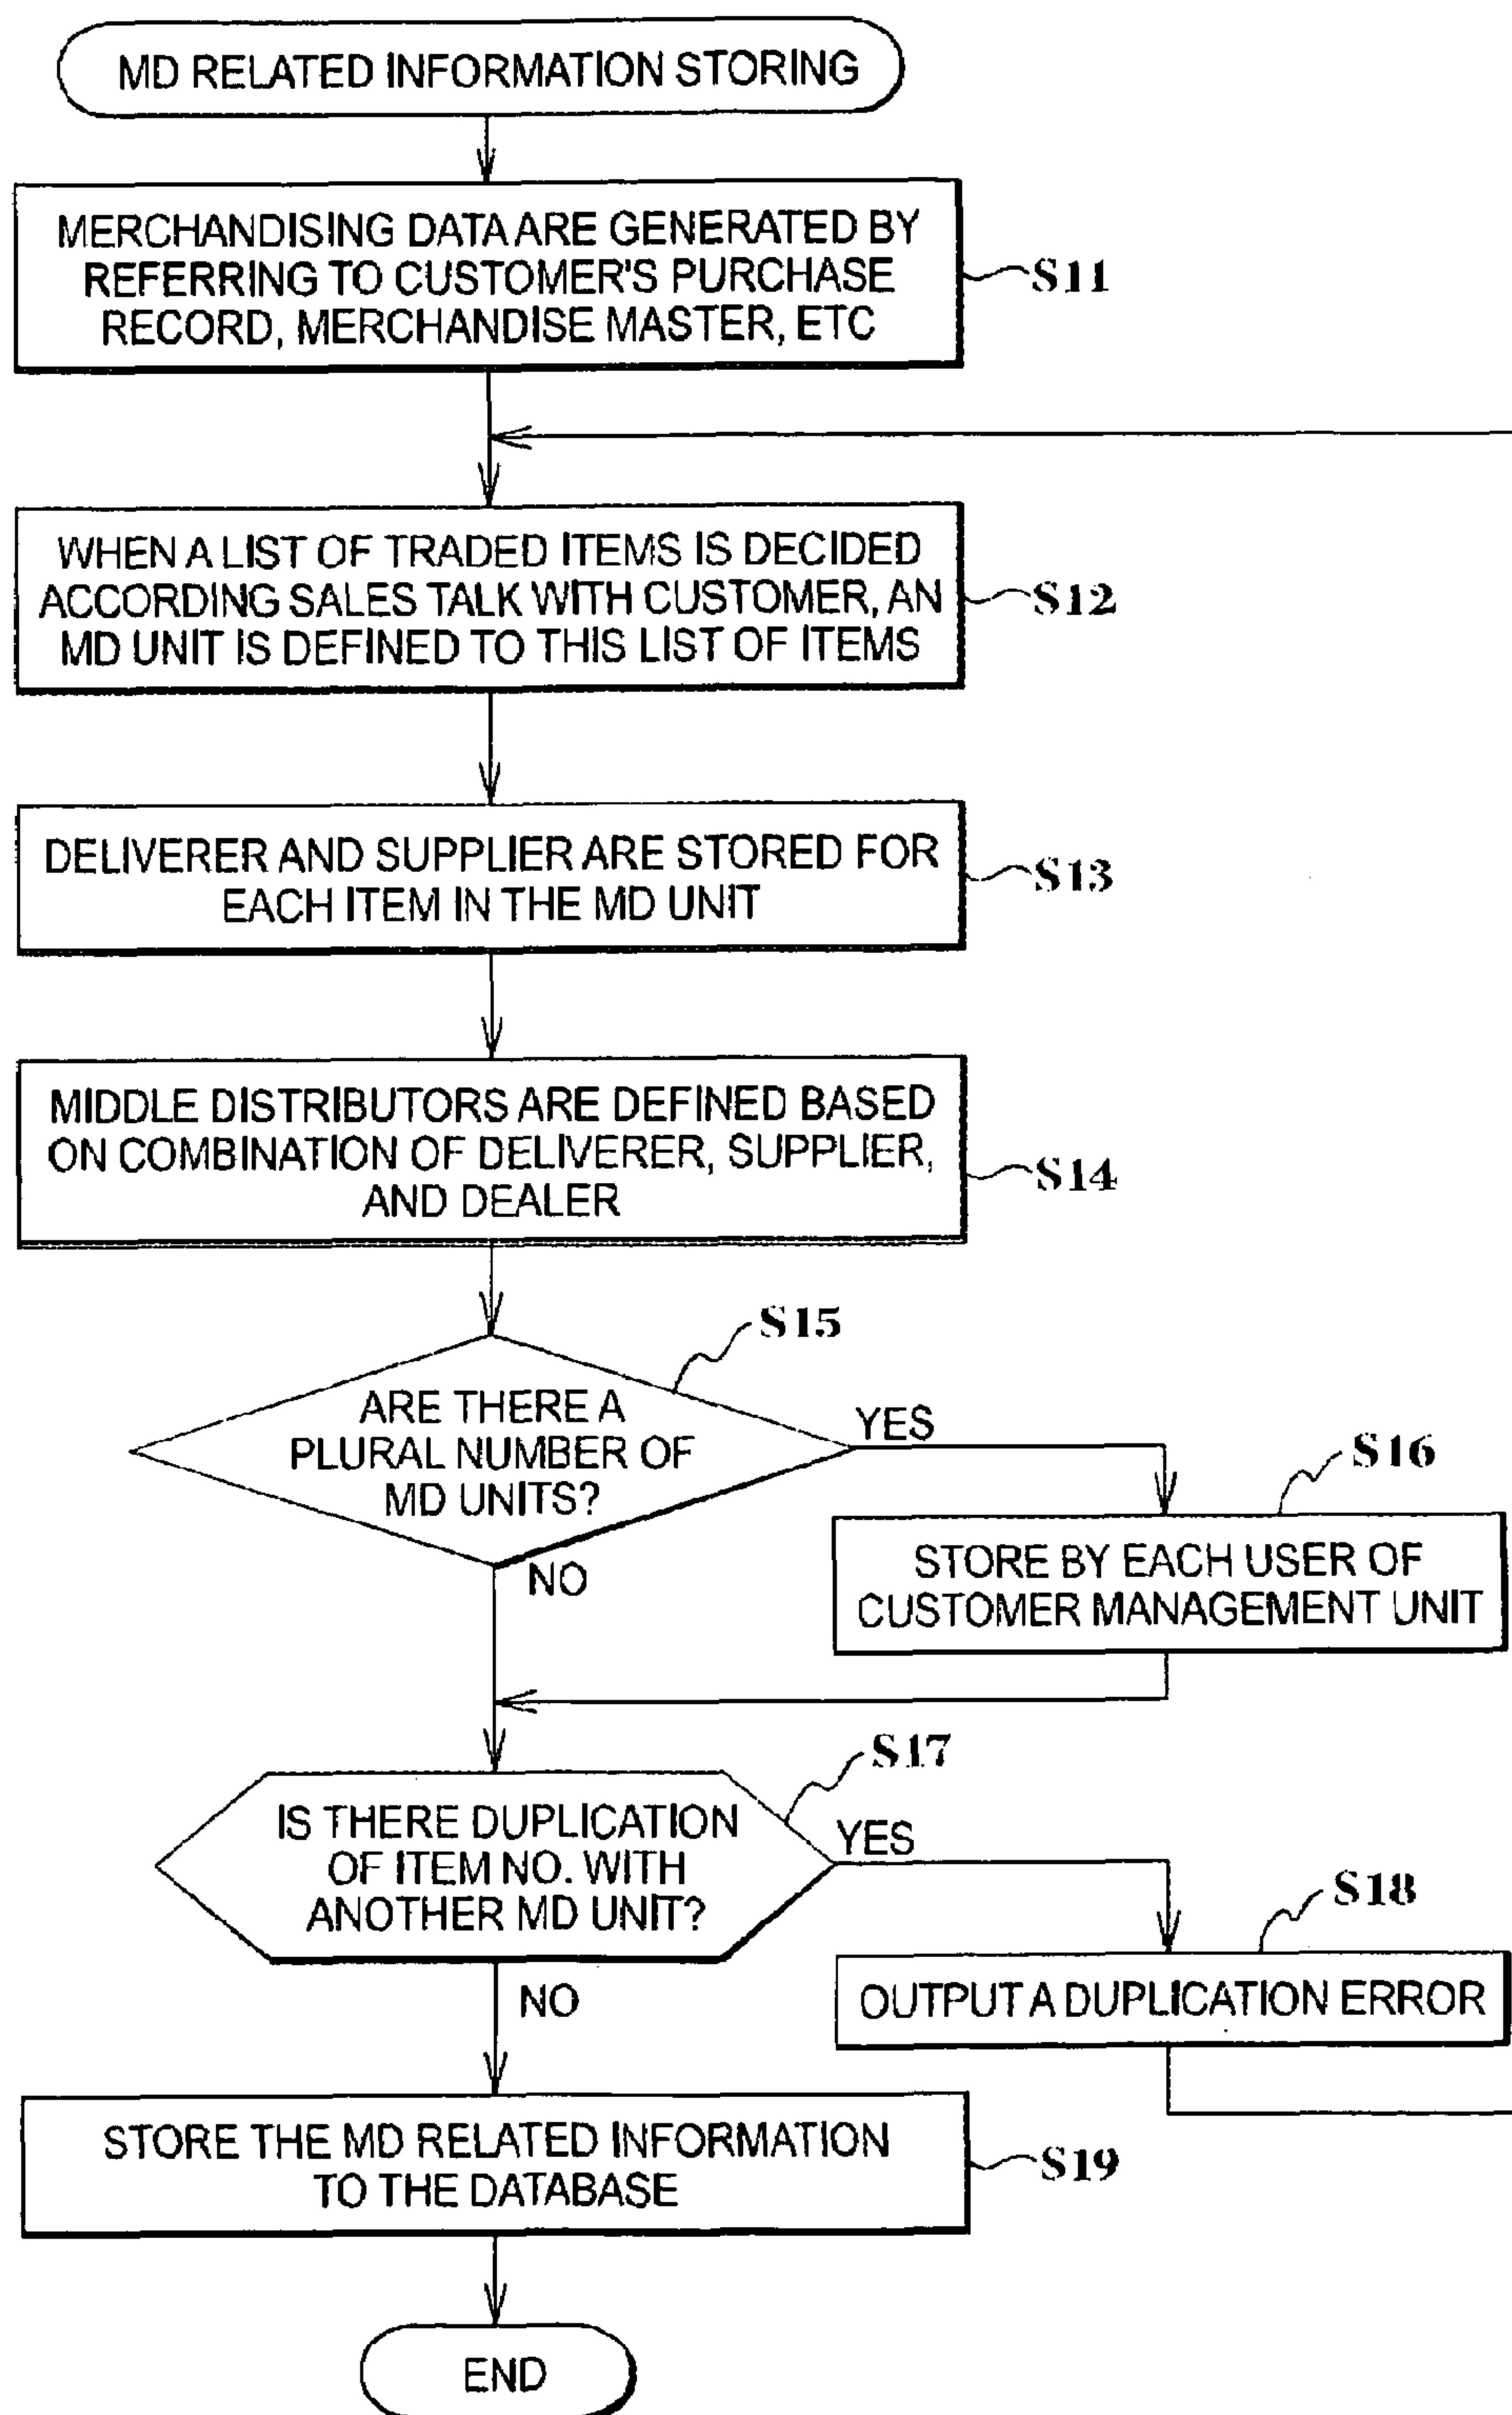 MD RELATED INFORMATION STORING
MERCHANDISING DATA ARE GENERATED BY
REFERRING TO CUSTOMER'S PURCHASE
RECORD, MERCHANDISE MASTER, ETC
S11
WHEN A LIST OF TRADED ITEMS IS DECIDED
ACCORDING SALES TALK WITH CUSTOMER, AN
MD UNIT IS DEFINED TO THIS LIST OF ITEMS
S12
DELIVERER AND SUPPLIER ARE STORED FOR
EACH ITEM IN THE MD UNIT
S13
MIDDLE DISTRIBUTORS ARE DEFINED BASED
ON COMBINATION OF DELIVERER, SUPPLIER,
AND DEALER
S14
S15
ARE THERE A
PLURAL NUMBER OF
MD UNITS?
YES
NO
S16
STORE BY EACH USER OF
CUSTOMER MANAGEMENT UNIT
S17
IS THERE DUPLICATION
OF ITEM NO. WITH
ANOTHER MD UNIT?
YES
NO
S18
OUTPUT A DUPLICATION ERROR
STORE THE MD RELATED INFORMATION
TO THE DATABASE
S19
END